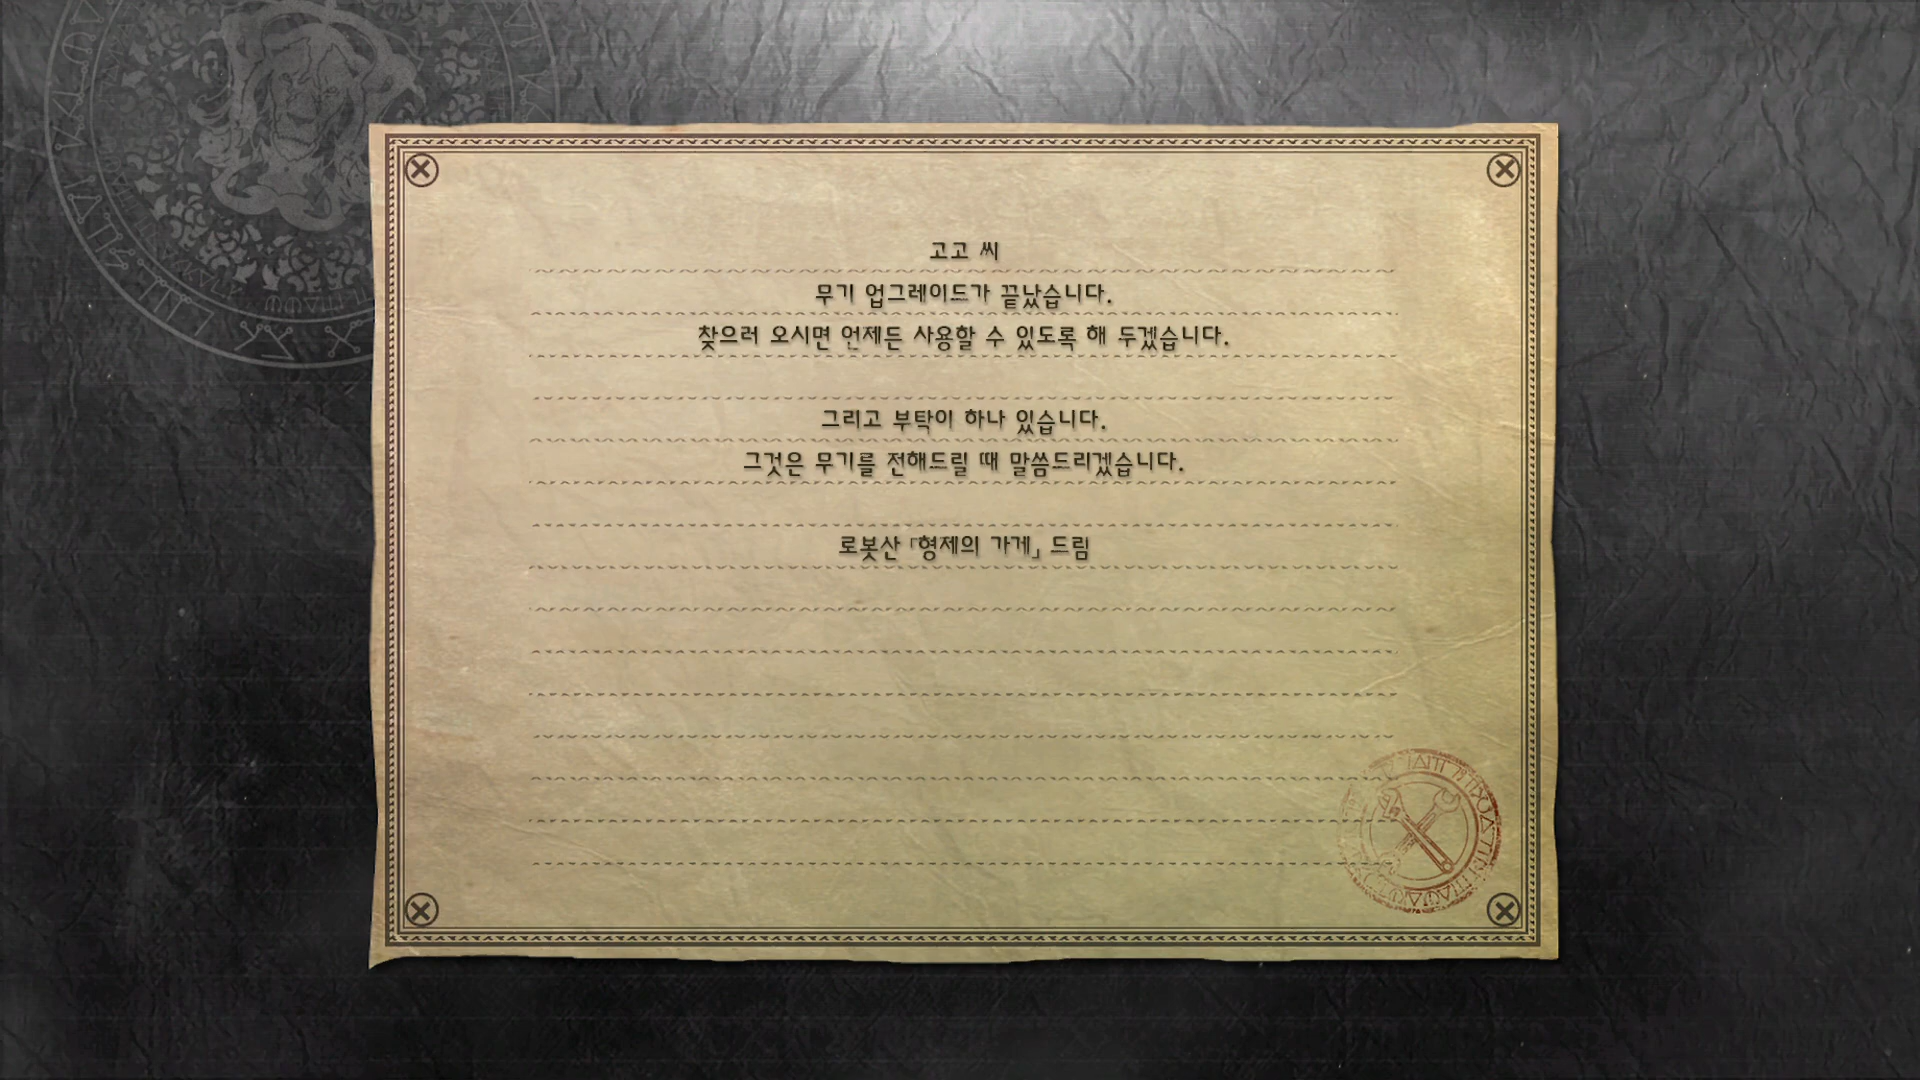 고고 씨
무기 업그레이드가 끝났습니다.
찾으러 오시면 언제든 사용할 수 있도록 해 두겠습니다.
그리고 부탁이 하나 있습니다.
그것은 무기를 전해드릴 때 말씀드리겠습니다.
로봇산 「형제의 가게」 드림